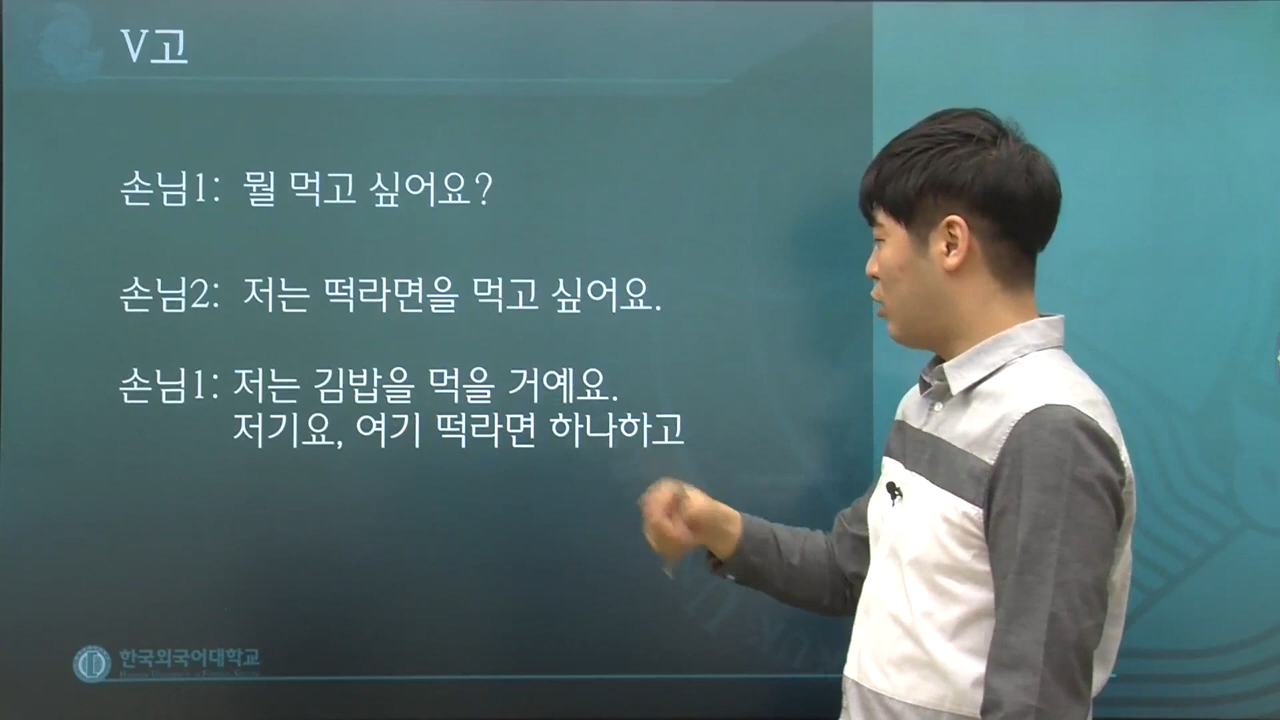 V고
손님1: 뭘 먹고 싶어요?
손님2: 저는 떡라면을 먹고 싶어요.
손님1: 저는 김밥을 먹을 거예요.
저기요, 여기 떡라면 하나하고
한국외국어대학교